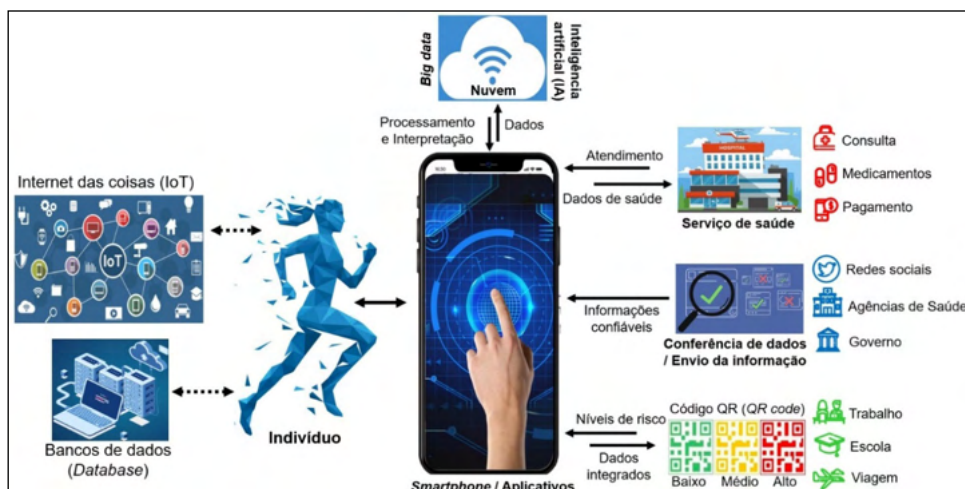 Big data
Nuvem
Inteligência
artificial (IA)
Processamento
e Interpretação
Dados
Internet das coisas (IoT)
IoT
Bancos de dados
(Database)
Indivíduo
Smartphone / Aplicativos
Atendimento
Dados de saúde
HOSPITAL
Serviço de saúde
Consulta
Medicamentos
Pagamento
Informações
confiáveis
Conferência de dados
/ Envio da informação
Redes sociais
Agências de Saúde
Governo
Níveis de risco
Dados
integrados
Código QR (QR code)
Baixo
Médio
Alto
Trabalho
Escola
Viagem